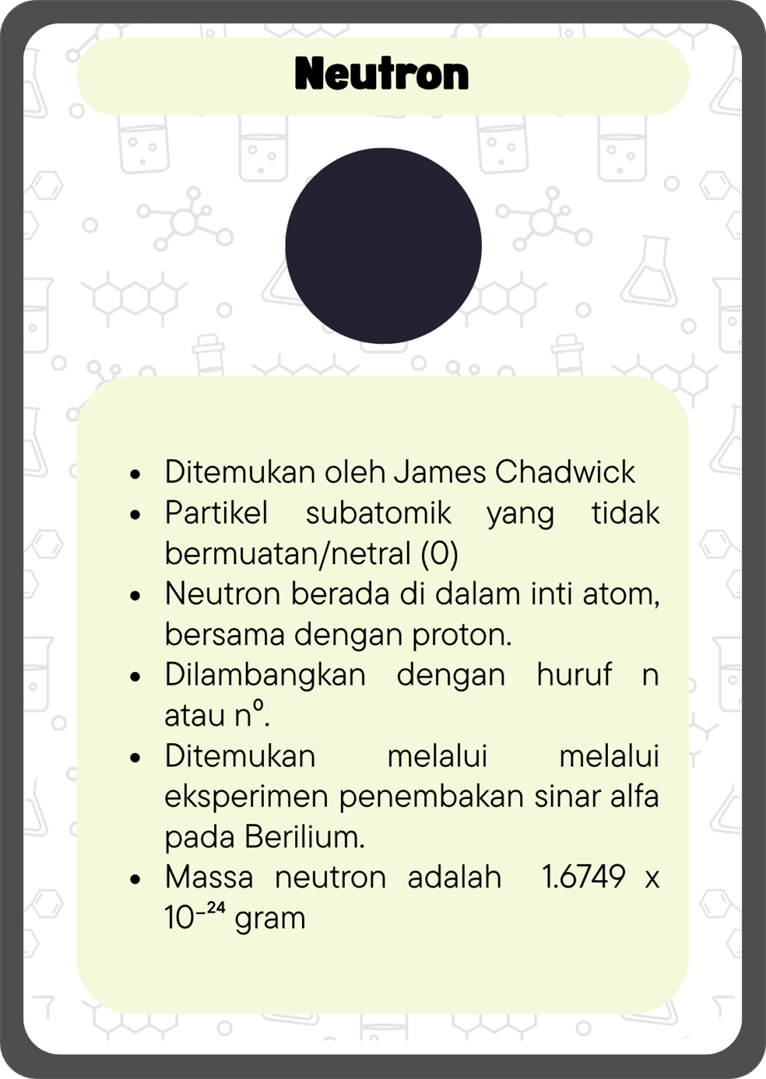 Neutron
• Ditemukan oleh James Chadwick
• Partikel subatomik yang tidak
bermuatan/netral (0)
• Neutron berada di dalam inti atom,
bersama dengan proton.
• Dilambangkan dengan huruf n
atau n⁰.
• Ditemukan melalui melalui
eksperimen penembakan sinar alfa
pada Berilium.
• Massa neutron adalah 1.6749 x
10-²⁴ gram